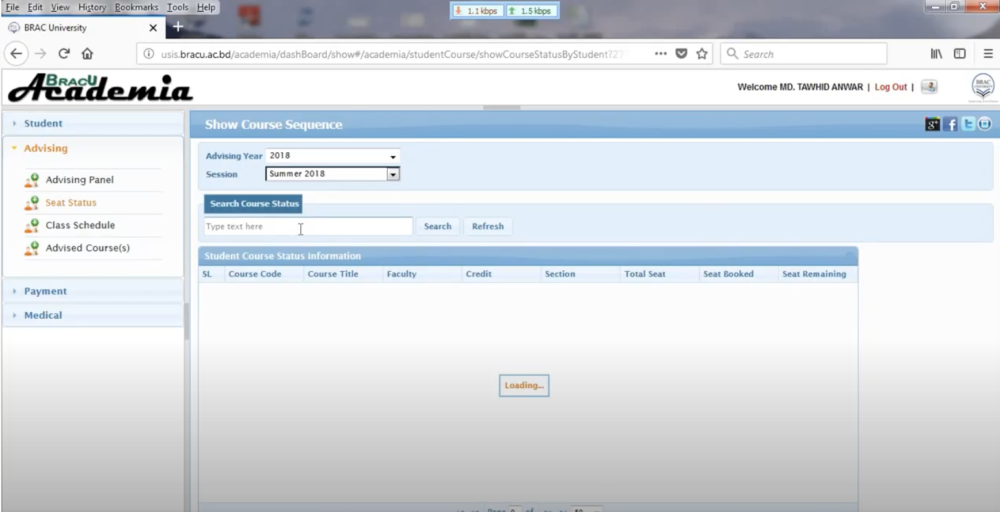 File Edit View History Bookmarks Tools Help
1.1 kbps 1.5 kbps
BRAC University
usis.bracu.ac.bd/academia/dashBoard/show#/academia/studentCourse/showCourseStatusByStudent?27
Search
BRACU
Academia
Welcome MD. TAWHID ANWAR | Log Out |
BRAC
UNIVERSITY
Student
Advising
Advising Panel
Seat Status
Class Schedule
Advised Course(s)
Payment
Medical
Show Course Sequence
Advising Year 2018
Session Summer 2018
Search Course Status
Type text here Search Refresh
Student Course Status Information
SL Course Code Course Title Faculty Credit Section Total Seat Seat Booked Seat Remaining
Loading...
Page 0 of 50